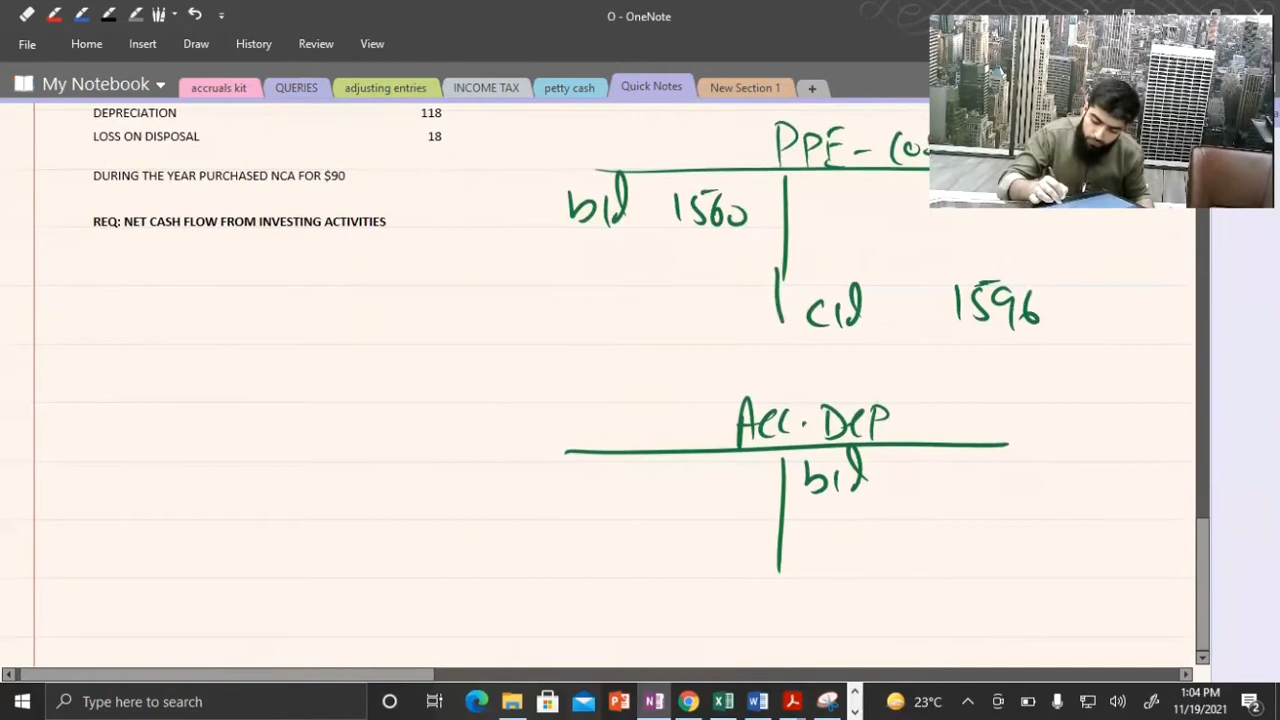 O - OneNote
File Home Insert Draw History Review View
My Notebook accruals kit QUERIES adjusting entries INCOMETAX petty cash Quick Notes New Section 1 +
DEPRECIATION 118
LOSS ON DISPOSAL 18
DURING THE YEAR PURCHASED NCA FOR $90
REQ: NET CASH FLOW FROM INVESTING ACTIVITIES
PPE - Co
b/d 1560
c/d 1596
Acc. Dep
b/d
Type here to search
23°C
1:04 PM
11/19/2021
2